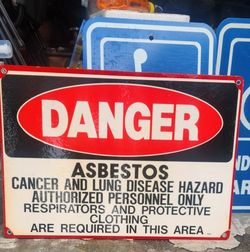 DANGER
ASBESTOS
CANCER AND LUNG DISEASE HAZARD
AUTHORIZED PERSONNEL ONLY
RESPIRATORS AND PROTECTIVE
CLOTHING
ARE REQUIRED IN THIS AREA